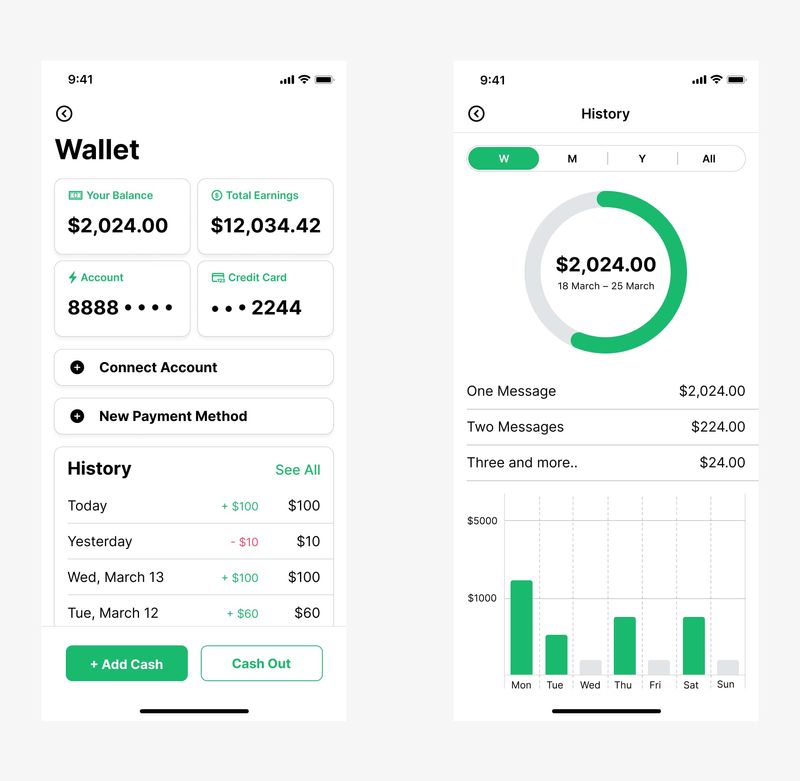 9:41
Wallet
Your Balance
$2,024.00
Total Earnings
$12,034.42
Account
8888 • • • •
Credit Card
• • • 2244
Connect Account
New Payment Method
History See All
Today + $100 $100
Yesterday - $10 $10
Wed, March 13 + $100 $100
Tue, March 12 + $60 $60
+ Add Cash
Cash Out
9:41
History
W M Y All
$2,024.00
18 March – 25 March
One Message $2,024.00
Two Messages $224.00
Three and more.. $24.00
$5000
$1000
Mon Tue Wed Thu Fri Sat Sun